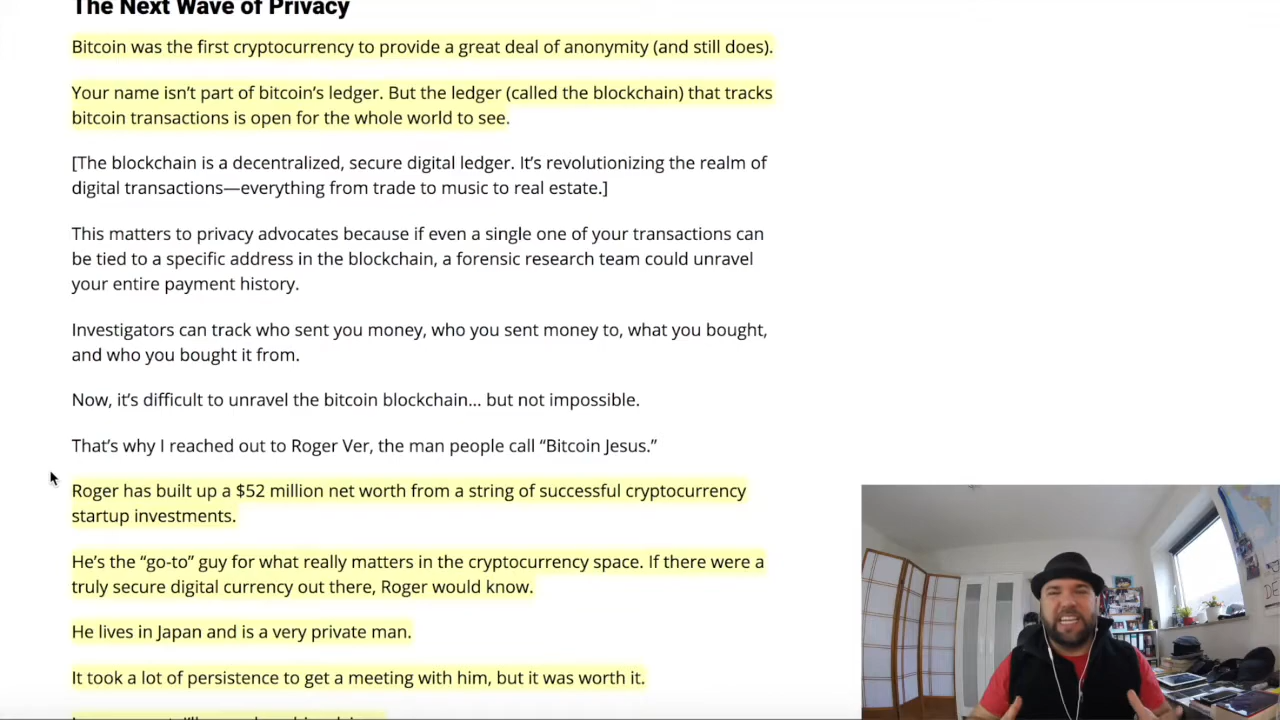 The Next Wave of Privacy
Bitcoin was the first cryptocurrency to provide a great deal of anonymity (and still does).
Your name isn’t part of bitcoin’s ledger. But the ledger (called the blockchain) that tracks
bitcoin transactions is open for the whole world to see.
[The blockchain is a decentralized, secure digital ledger. It’s revolutionizing the realm of
digital transactions—everything from trade to music to real estate.]
This matters to privacy advocates because if even a single one of your transactions can
be tied to a specific address in the blockchain, a forensic research team could unravel
your entire payment history.
Investigators can track who sent you money, who you sent money to, what you bought,
and who you bought it from.
Now, it’s difficult to unravel the bitcoin blockchain… but not impossible.
That’s why I reached out to Roger Ver, the man people call “Bitcoin Jesus.”
Roger has built up a $52 million net worth from a string of successful cryptocurrency
startup investments.
He’s the “go-to” guy for what really matters in the cryptocurrency space. If there were a
truly secure digital currency out there, Roger would know.
He lives in Japan and is a very private man.
It took a lot of persistence to get a meeting with him, but it was worth it.